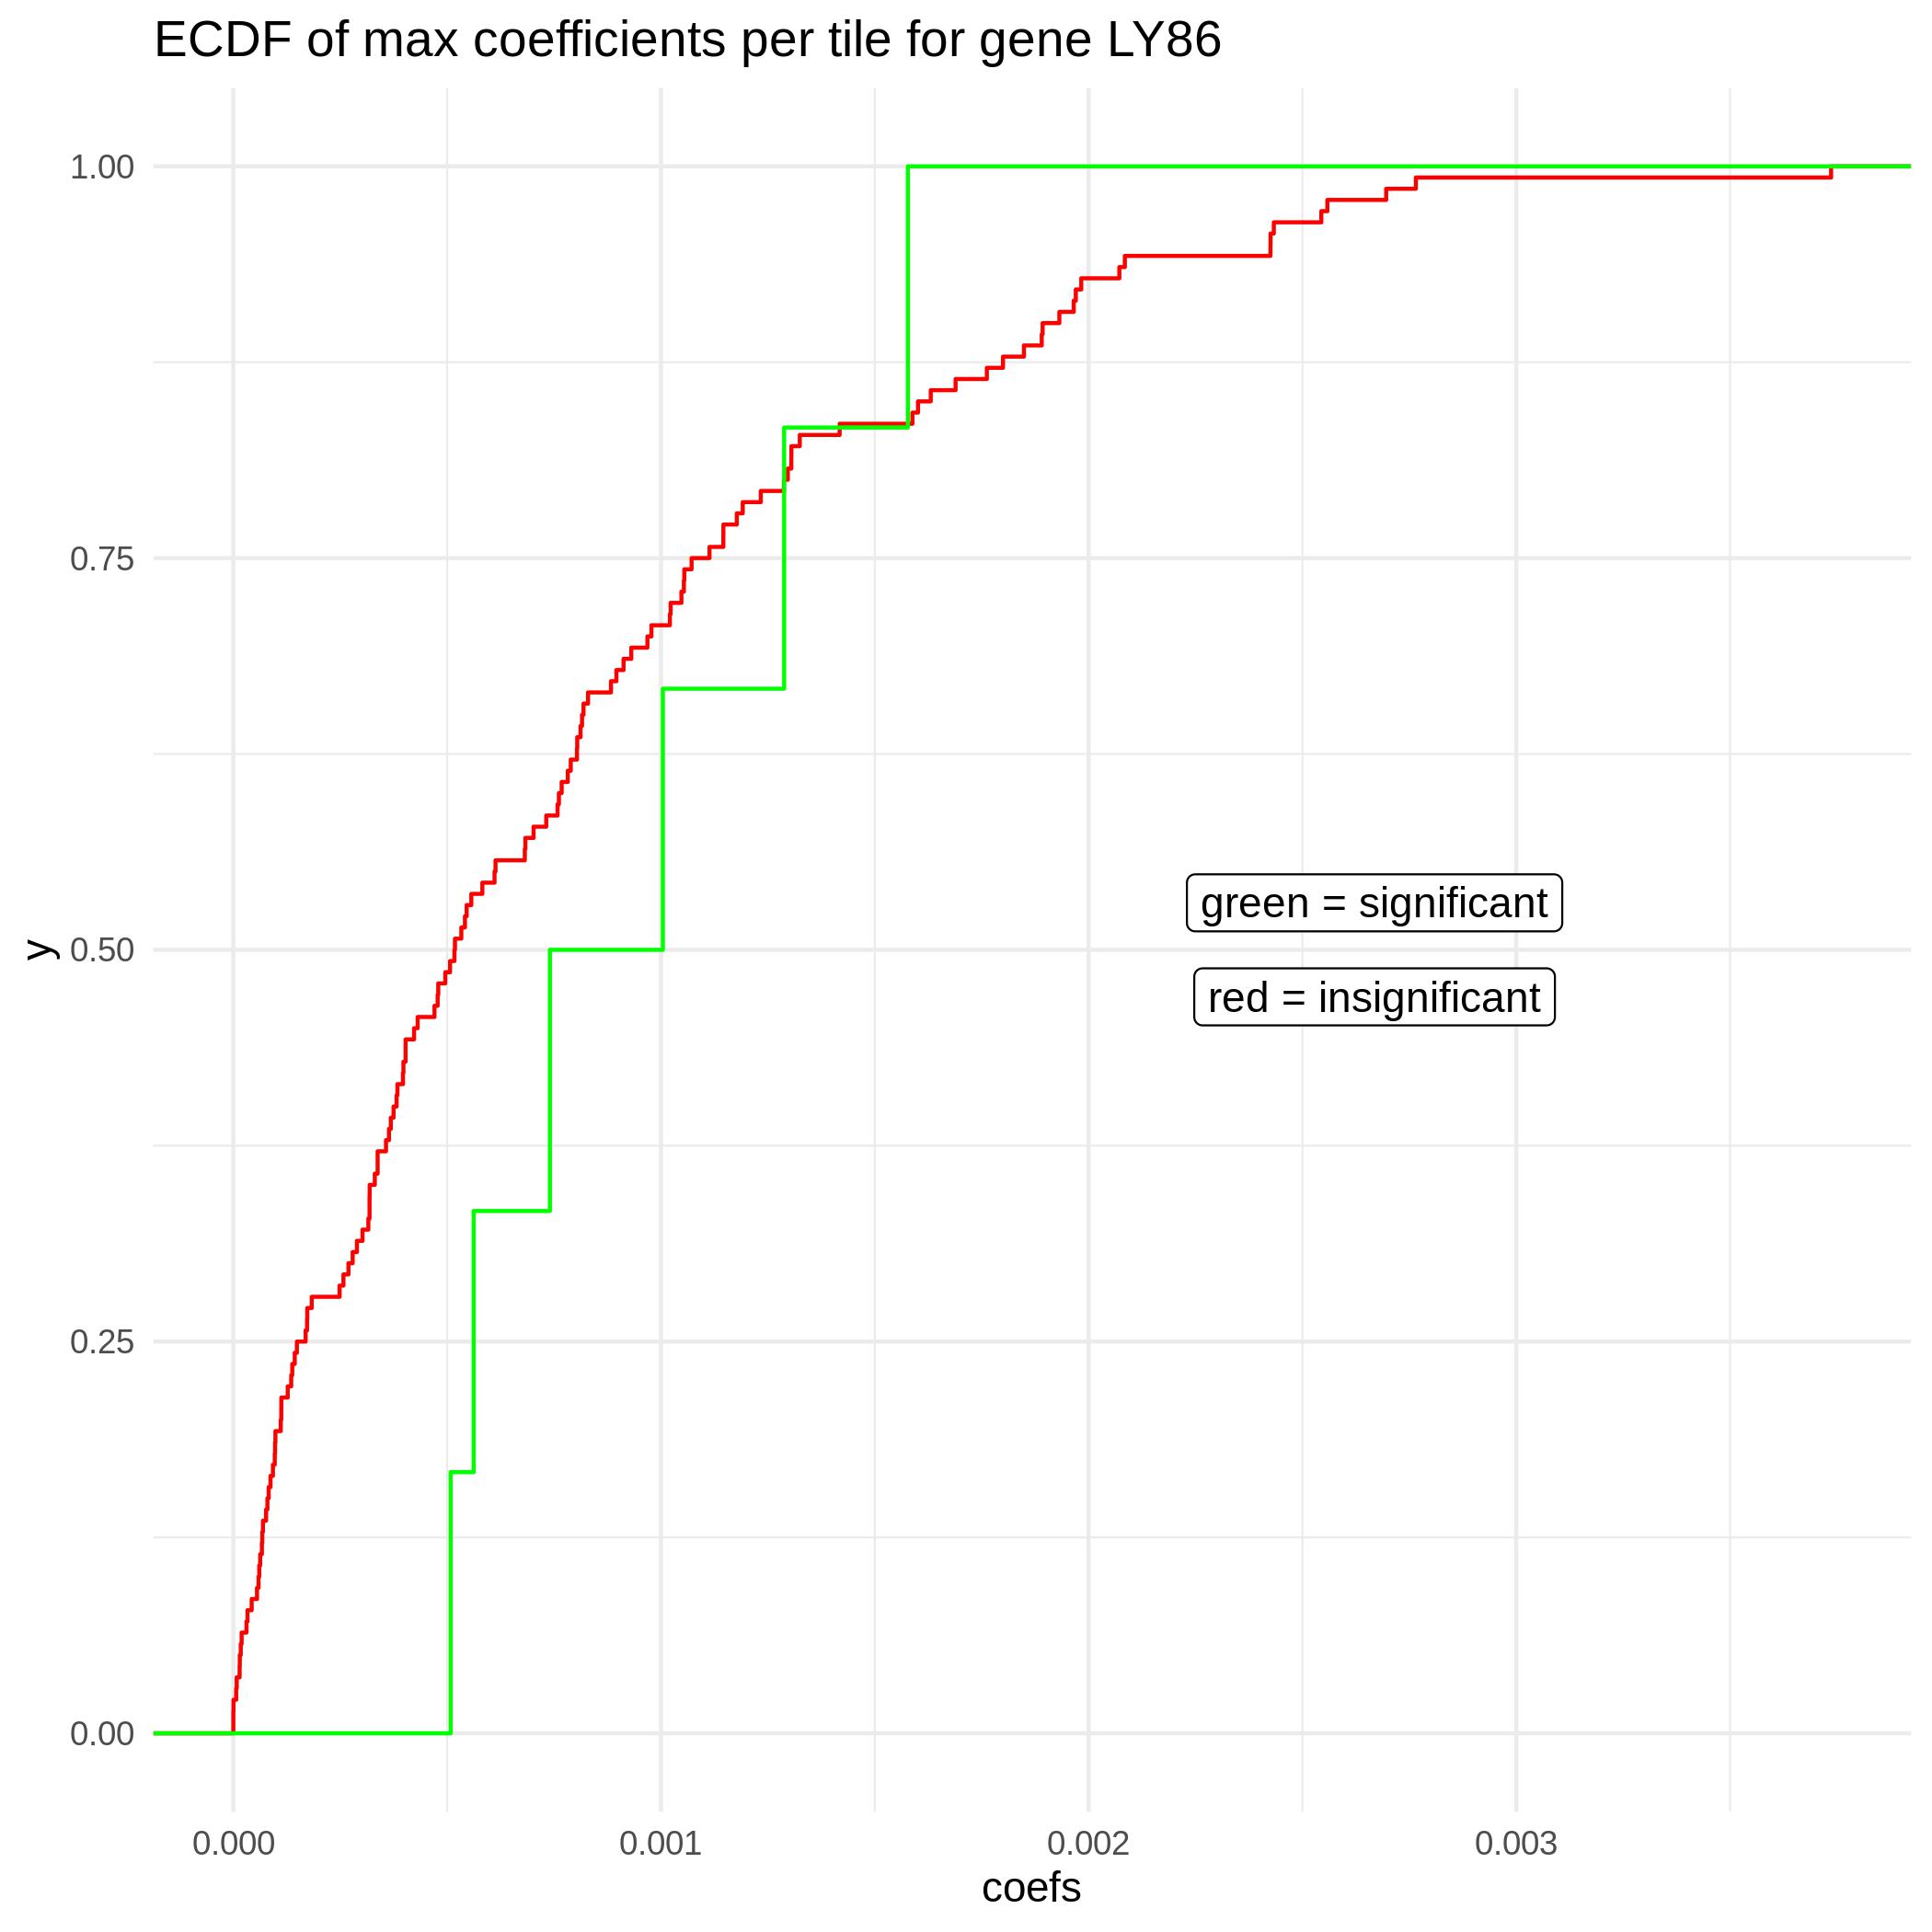 ECDF of max coefficients per tile for gene LY86
1.00
0.75
0.50
0.25
0.00
y
green = significant
red = insignificant
0.000 0.001 0.002 0.003
coefs